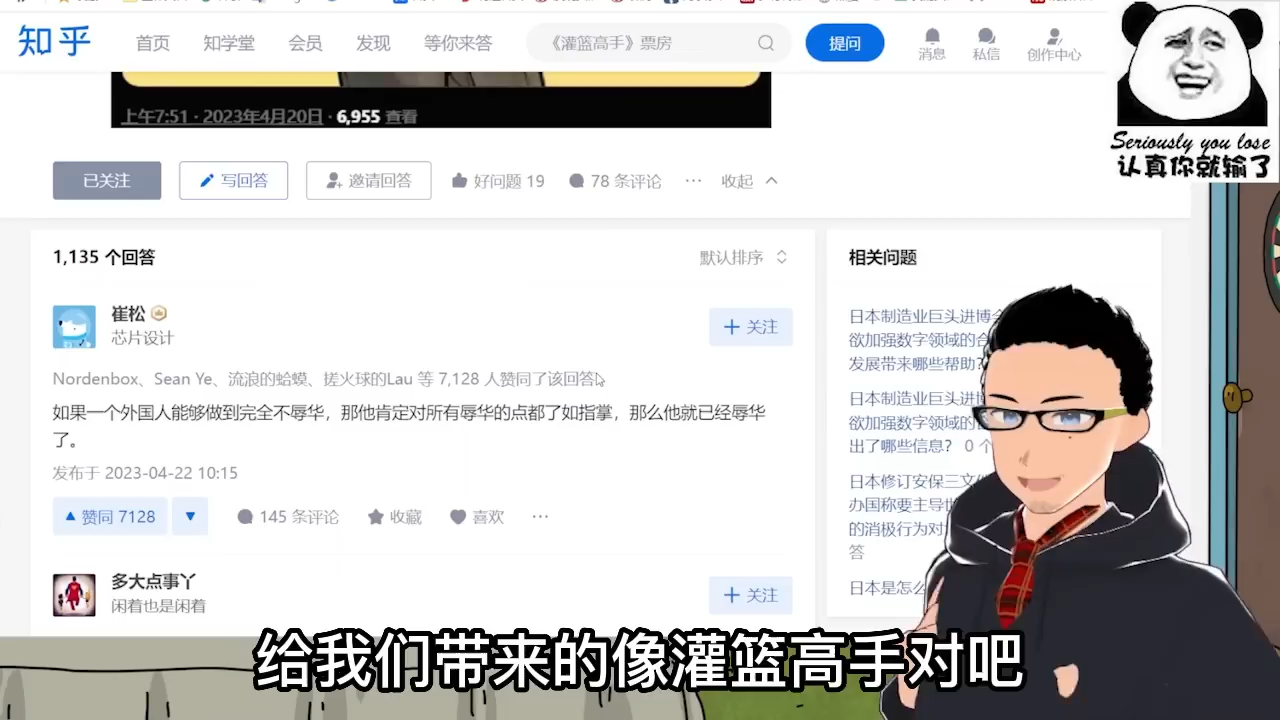 知乎
首页
知学堂
会员
发现
等你来答
《灌篮高手》票房
提问
消息
私信
创作中心
Seriously you lose
认真你就输了
上午7:51 · 2023年4月20日 · 6,955 查看
已关注
写回答
邀请回答
好问题 19
78 条评论
收起
1,135 个回答
默认排序
崔松
芯片设计
关注
Nordenbox、Sean Ye、流浪的蛤蟆、搓火球的Lau 等 7,128 人赞同了该回答
如果一个外国人能够做到完全不辱华，那他肯定对所有辱华的点都了如指掌，那么他就已经辱华
了。
发布于 2023-04-22 10:15
赞同 7128
145 条评论
收藏
喜欢
多大点事丫
闲着也是闲着
关注
相关问题
日本制造业巨头进博会
欲加强数字领域的合
发展带来哪些帮助?
日本制造业巨头进
欲加强数字领域的
出了哪些信息? 0 个
日本修订安保三文件
办国称要主导世
的消极行为对
答
日本是怎么
给我们带来的像灌篮高手对吧